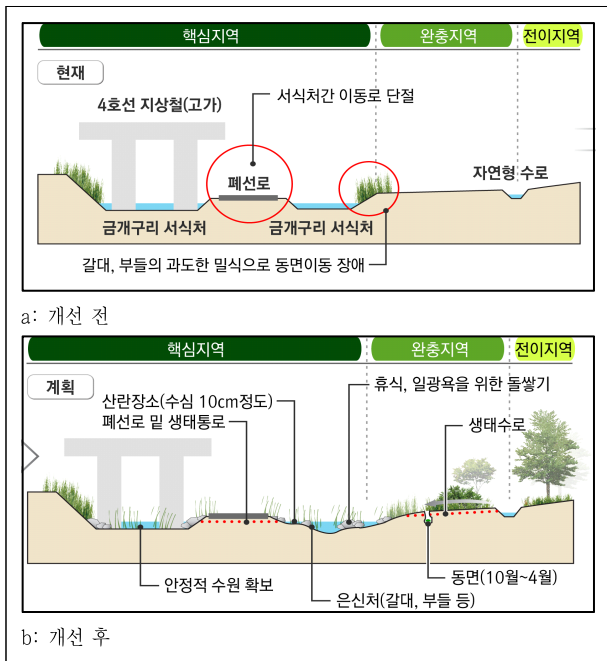 핵심지역 완충지역 전이지역
현재
서식처간 이동로 단절
4호선 지상철(고가)
자연형 수로
폐선로
금개구리 서식처 금개구리 서식처
갈대, 부들의 과도한 밀식으로 동면이동 장애
a: 개선 전
핵심지역 완충지역 전이지역
계획
휴식, 일광욕을 위한 돌쌓기
산란장소(수심 10cm정도)
폐선로 밑 생태통로
생태수로
안정적 수원 확보
동면(10월~4월)
은신처(갈대, 부들 등)
b: 개선 후